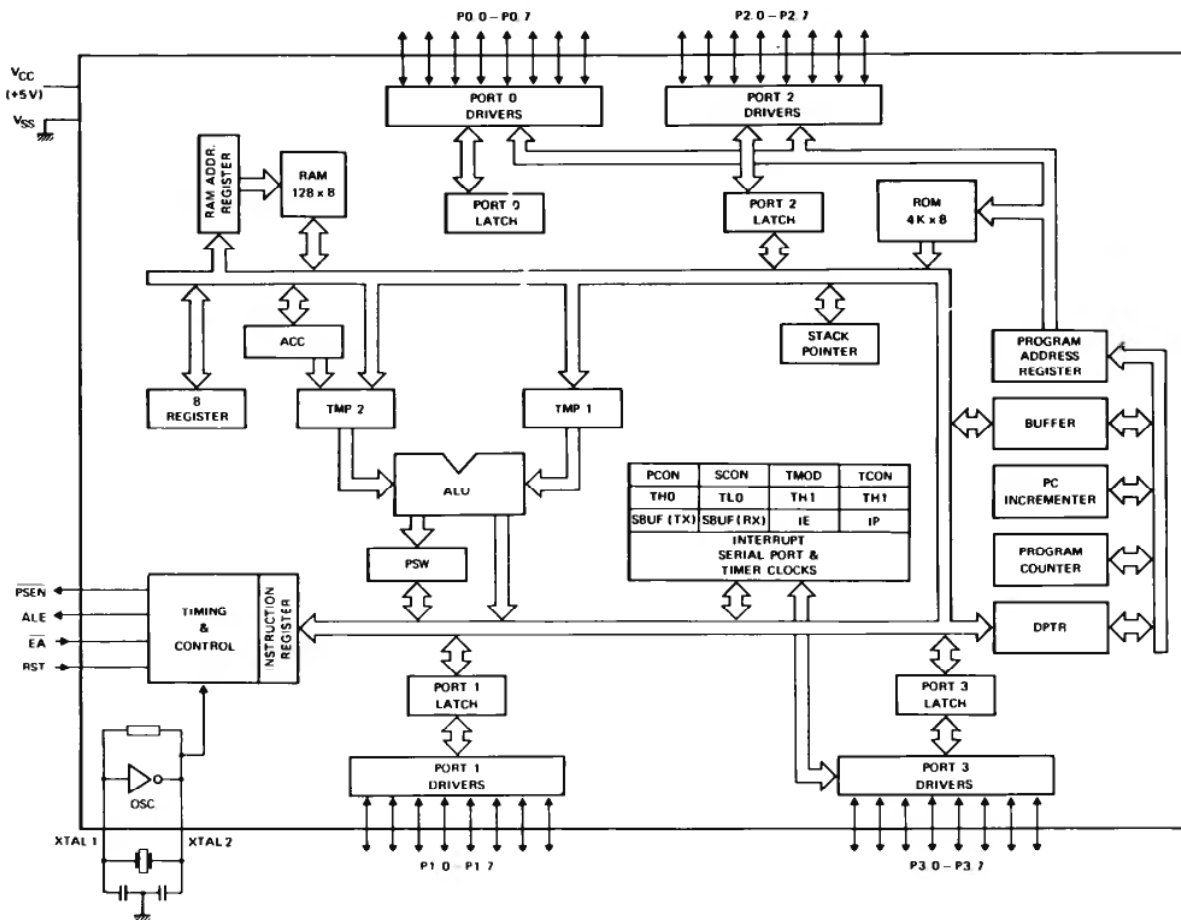 P0.0-P0.7
P2.0-P2.7
VCC
(+5V)
VSS
PORT 0
DRIVERS
PORT 2
DRIVERS
RAM ADDR.
REGISTER
RAM
128 x 8
PORT 0
LATCH
PORT 2
LATCH
ROM
4K x 8
ACC
STACK
POINTER
PROGRAM
ADDRESS
REGISTER
B
REGISTER
TMP 2
TMP 1
BUFFER
ALU
PCON SCON TMOD TCON
TH0 TL0 TH1 TH1
SBUF (TX) SBUF (RX) IE IP
INTERRUPT
SERIAL PORT &
TIMER CLOCKS
PC
INCREMENTER
PSW
PROGRAM
COUNTER
PSEN
ALE
EA
RST
TIMING
&
CONTROL
INSTRUCTION
REGISTER
DPTR
PORT 1
LATCH
PORT 3
LATCH
OSC.
PORT 1
DRIVERS
PORT 3
DRIVERS
XTAL 1
XTAL 2
P1.0-P1.7
P3.0-P3.7